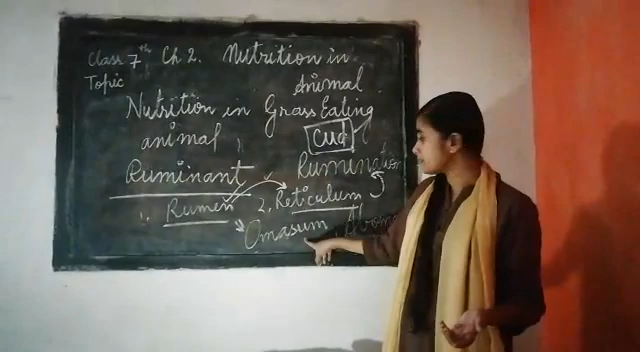 Class 7th Ch 2. Nutrition in
Topic Animal
Nutrition in Grass Eating
animal, cud
Ruminant Rumination
1. Rumen 2. Reticulum,
Omasum,